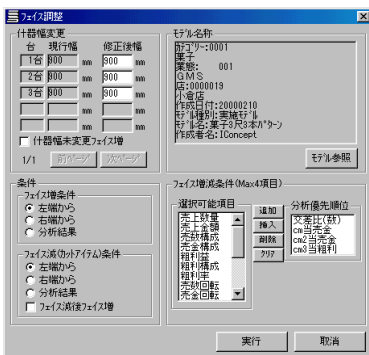 フェイス調整
什器幅変更
台 現行幅 修正後幅
1台 900 mm 900 mm
2台 900 mm 900 mm
3台 900 mm 900 mm
mm mm
mm mm
什器幅未変更フェイス増
1/1 前ページ 次ページ
モデル名称
カテゴリ-:0001
菓子
業態: 001
GMS
店:0000019
小倉店
作成日付:20000210
モデル種別:実施モデル
モデル名:菓子3尺3本パターン
作成者名:IConcept
モデル参照
条件
フェイス増条件
左端から
右端から
分析結果
フェイス減(カットアイテム)条件
左端から
右端から
分析結果
フェイス減後フェイス増
フェイス増減条件(Max4項目)
選択可能項目
売上数量
売上金額
売数構成
売金構成
粗利益
粗利構成
粗利率
売数回転
売金回転
追加
挿入
削除
クリア
分析優先順位
交差比(数)
cm当売金
cm2当売金
cm3当粗利
実行 取消